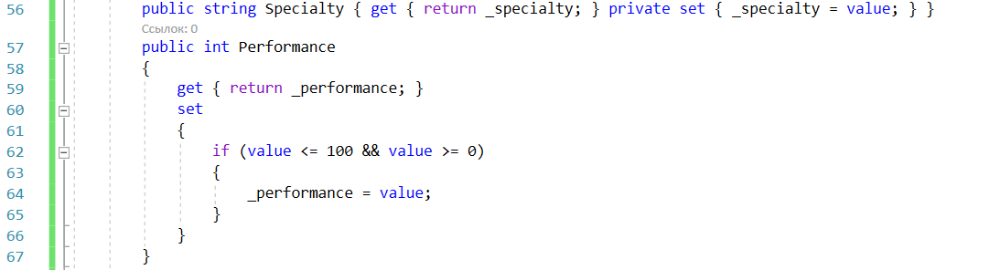 56 public string Specialty { get { return _specialty; } private set { _specialty = value; } }
Ссылок: 0
57 public int Performance
58 {
59 get { return _performance; }
60 set
61 {
62 if (value <= 100 && value >= 0)
63 {
64 _performance = value;
65 }
66 }
67 }